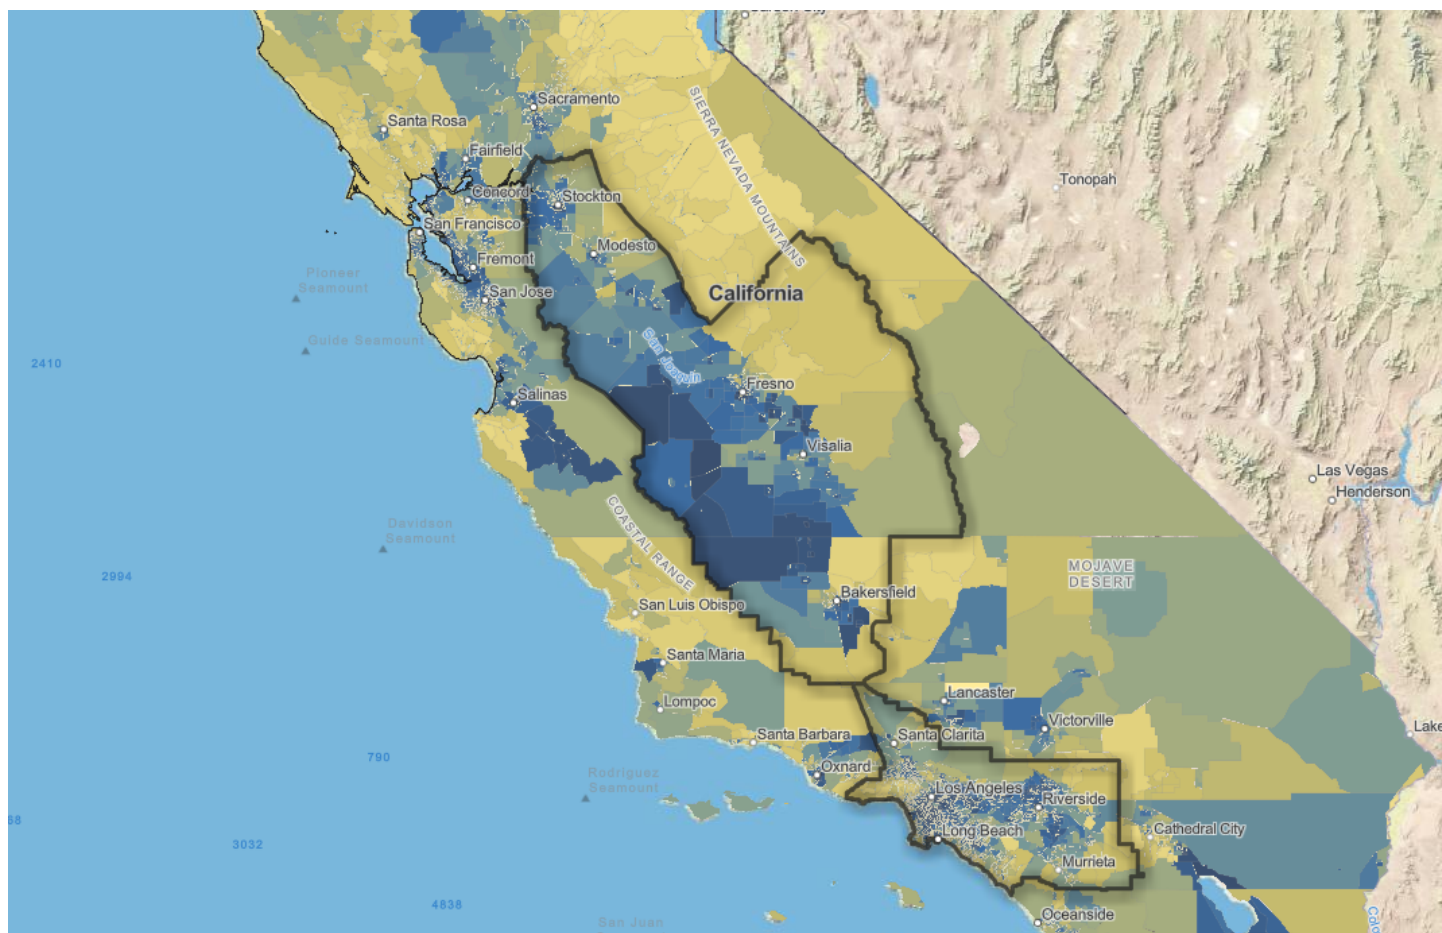 Sacramento
Santa Rosa
SIERRA NEVADA MOUNTAINS
Fairfield
Tonopah
Concord
Stockton
San Francisco
Modesto
Fremont
Pioneer
Seamount
San Jose
California
Guide Seamount
San Joaquin
2410
Fresno
Salinas
Visalia
Las Vegas
Henderson
COASTAL RANGE
Davidson
Seamount
MOJAVE
DESERT
2994
Bakersfield
San Luis Obispo
Santa Maria
Lancaster
Lompoc
Victorville
Lake
Santa Barbara
Santa Clarita
790
Oxnard
Rodriguez
Seamount
Los Angeles
Riverside
68
Long Beach
Cathedral City
3032
Murrieta
4838
Oceanside
San Juan
Colo